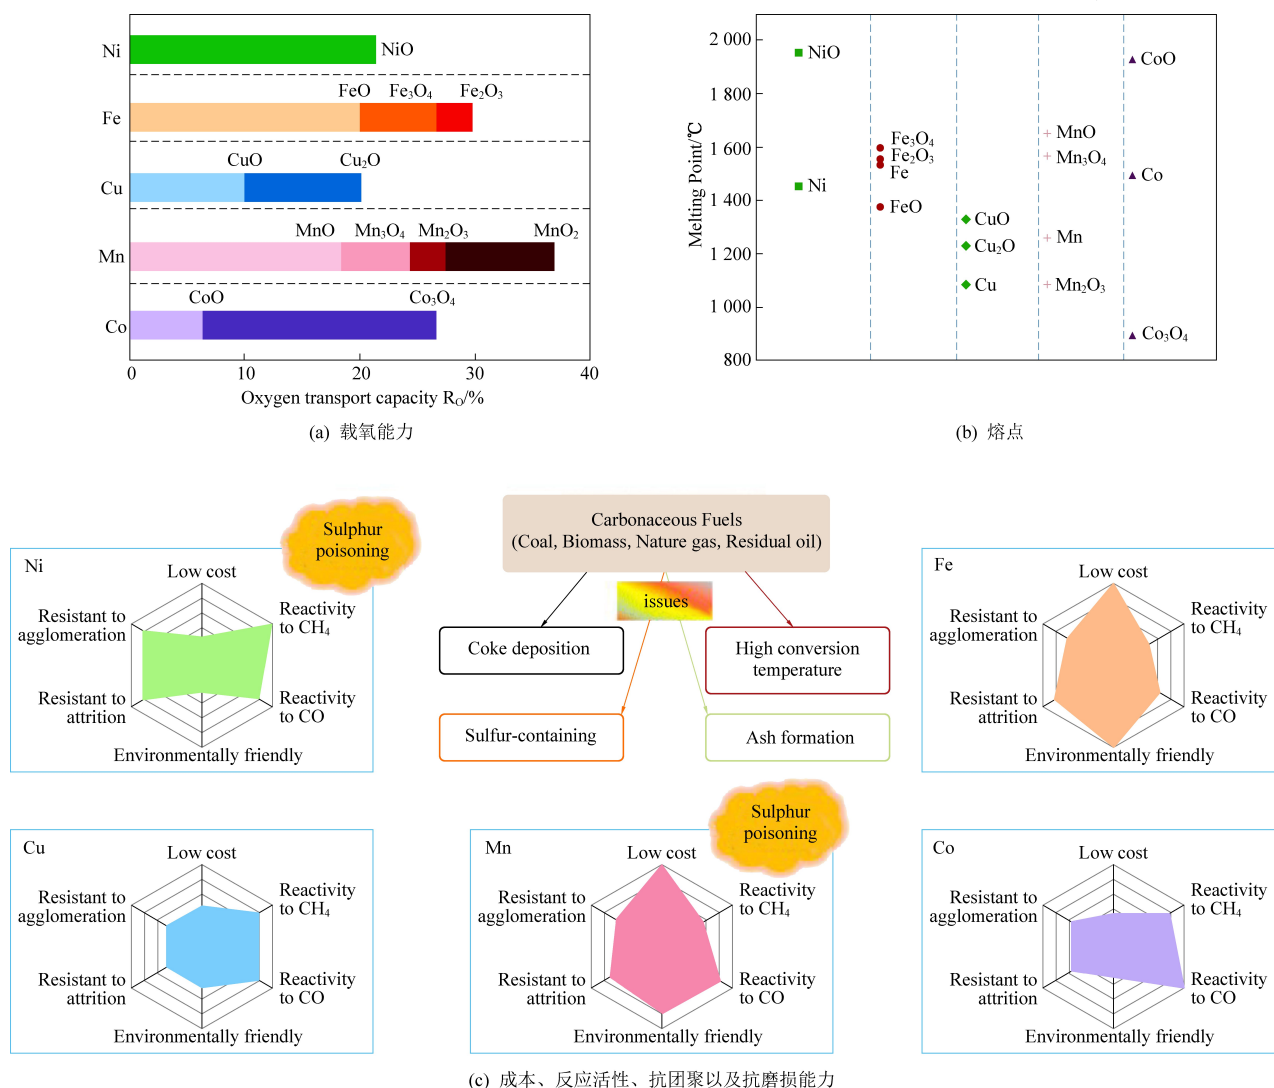 Ni
NiO
Fe
FeO
Fe₃O₄
Fe₂O₃
Cu
CuO
Cu₂O
Mn
MnO
Mn₃O₄
Mn₂O₃
MnO₂
Co
CoO
Co₃O₄
0
10
20
30
40
Oxygen transport capacity R₀/%
(a) 载氧能力
Melting Point/℃
2 000
1 800
1 600
1 400
1 200
1 000
800
NiO
Ni
Fe₃O₄
Fe₂O₃
Fe
FeO
CuO
Cu₂O
Cu
MnO
Mn₃O₄
Mn
Mn₂O₃
CoO
Co
Co₃O₄
(b) 熔点
Sulphur
poisoning
Ni
Low cost
Reactivity
to CH₄
Reactivity
to CO
Environmentally friendly
Resistant to
attrition
Resistant to
agglomeration
Carbonaceous Fuels
(Coal, Biomass, Nature gas, Residual oil)
issues
Coke deposition
High conversion
temperature
Sulfur-containing
Ash formation
Fe
Low cost
Reactivity
to CH₄
Reactivity
to CO
Environmentally friendly
Resistant to
attrition
Resistant to
agglomeration
Cu
Low cost
Reactivity
to CH₄
Reactivity
to CO
Environmentally friendly
Resistant to
attrition
Resistant to
agglomeration
Sulphur
poisoning
Mn
Low cost
Reactivity
to CH₄
Reactivity
to CO
Environmentally friendly
Resistant to
attrition
Resistant to
agglomeration
Co
Low cost
Reactivity
to CH₄
Reactivity
to CO
Environmentally friendly
Resistant to
attrition
Resistant to
agglomeration
(c) 成本、反应活性、抗团聚以及抗磨损能力